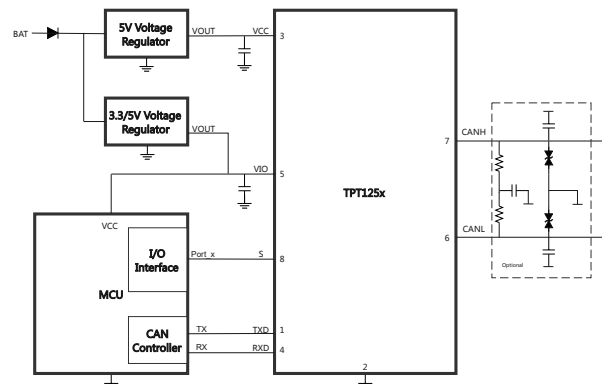 BAT
5V Voltage
Regulator
VOUT
VCC
3
3.3/5V Voltage
Regulator
VOUT
VIO
5
TPT125x
CANH
7
CANL
6
Optional
VCC
I/O
Interface
Port_x
S
8
MCU
CAN
Controller
TX
TXD
1
RX
RXD
4
2